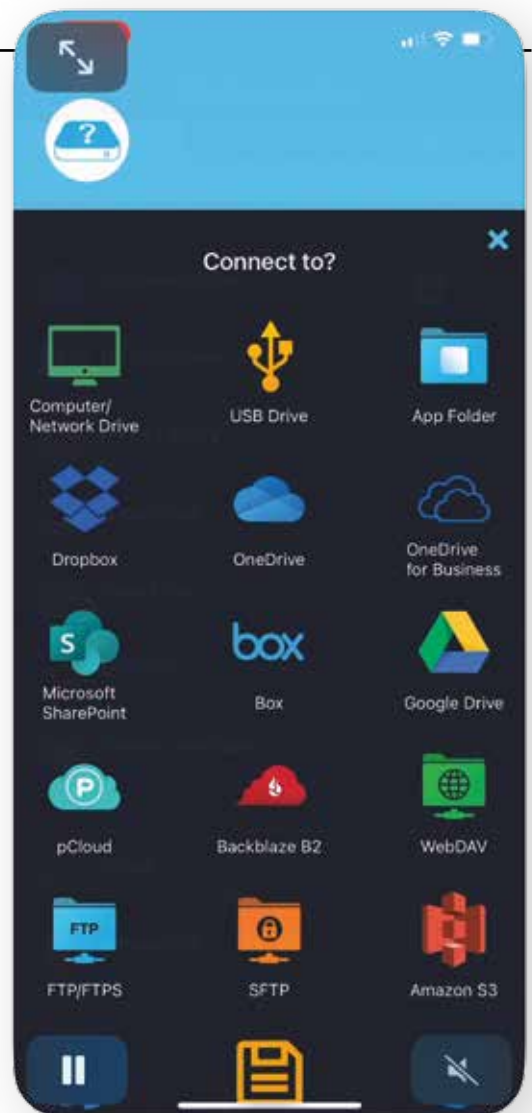 ?
Connect to?
Computer/
Network Drive
USB Drive
App Folder
Dropbox
OneDrive
OneDrive
for Business
S
box
Microsoft
SharePoint
Box
Google Drive
P
pCloud
Backblaze B2
WebDAV
FTP
FTP/FTPS
SFTP
Amazon S3